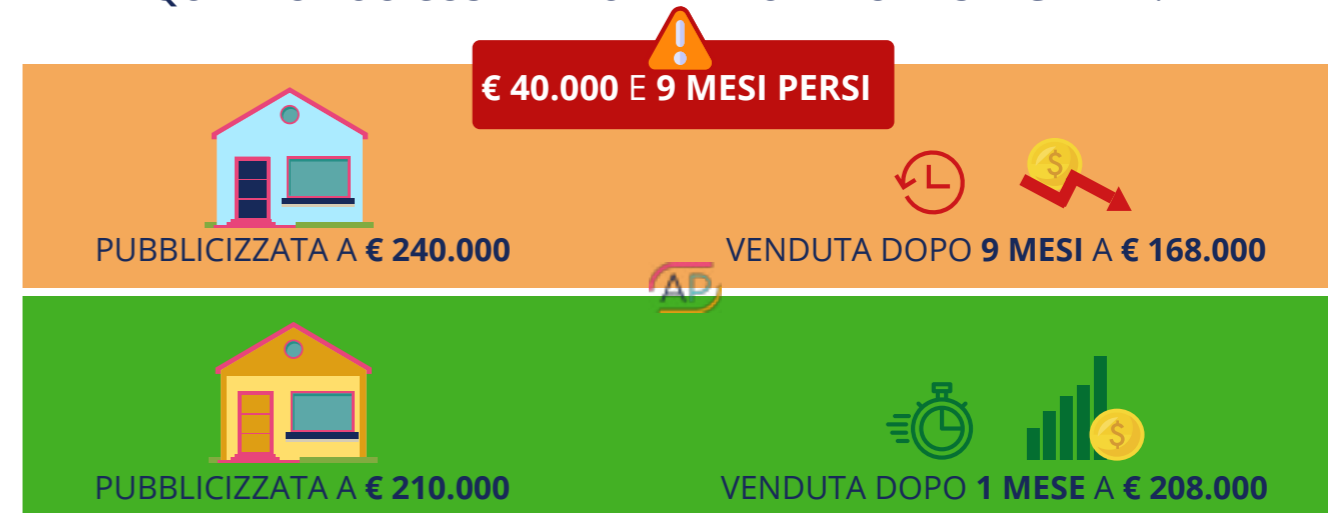 € 40.000 E 9 MESI PERSI
PUBBLICIZZATA A € 240.000
VENDUTA DOPO 9 MESI A € 168.000
AP
PUBBLICIZZATA A € 210.000
VENDUTA DOPO 1 MESE A € 208.000